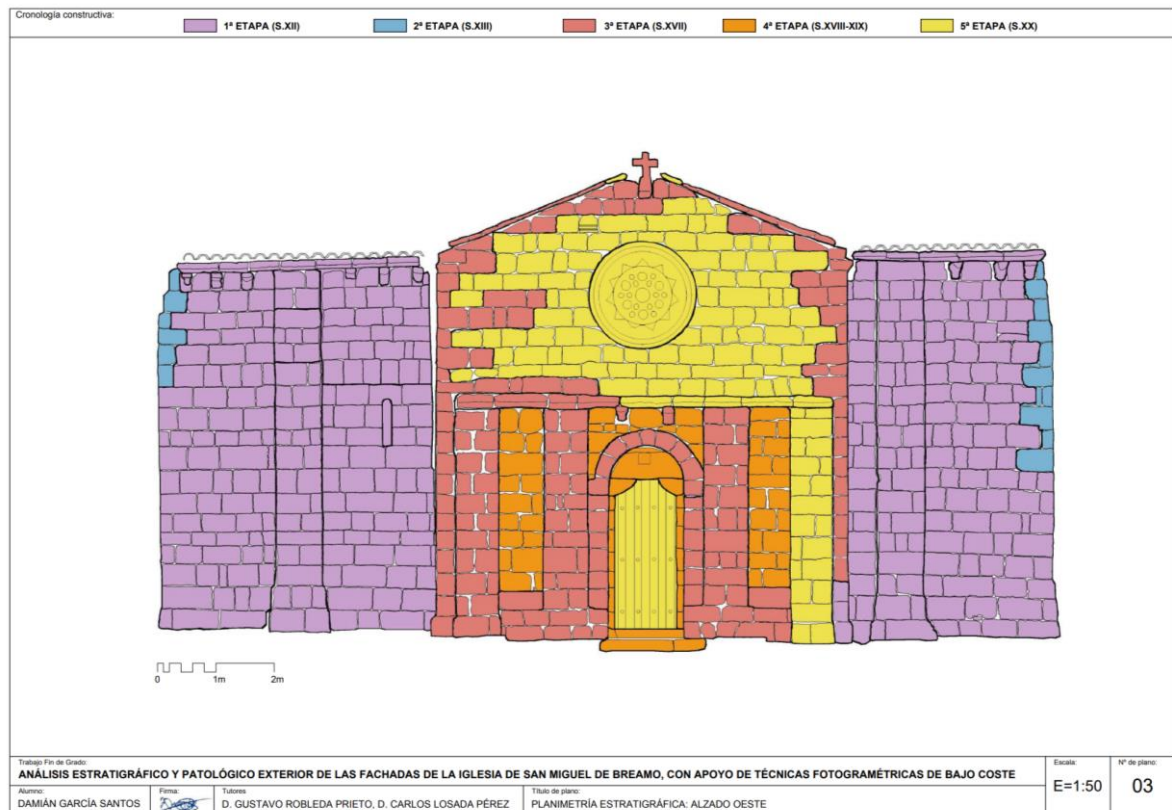 Cronología constructiva:
1ª ETAPA (S.XII) 2ª ETAPA (S.XIII) 3ª ETAPA (S.XVII) 4ª ETAPA (S.XVIII-XIX) 5ª ETAPA (S.XX)
0 1m 2m
Trabajo Fin de Grado:
ANÁLISIS ESTRATIGRÁFICO Y PATOLÓGICO EXTERIOR DE LAS FACHADAS DE LA IGLESIA DE SAN MIGUEL DE BREAMO, CON APOYO DE TÉCNICAS FOTOGRAMÉTRICAS DE BAJO COSTE
Alumno:
DAMIÁN GARCÍA SANTOS
Firma:
Tutores
D. GUSTAVO ROBLEDA PRIETO, D. CARLOS LOSADA PÉREZ
Título de plano:
PLANIMETRÍA ESTRATIGRÁFICA: ALZADO OESTE
Escala:
E=1:50
Nº de plano:
03